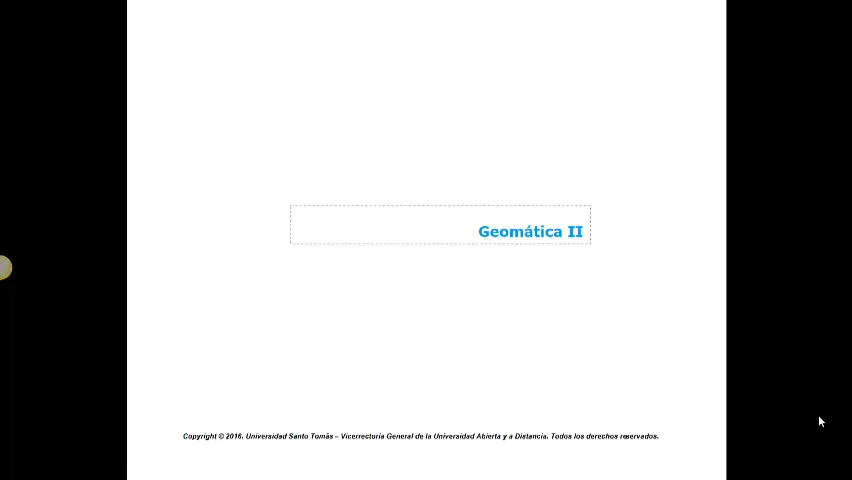 Geomática II
Copyright © 2016. Universidad Santo Tomás – Vicerrectoría General de la Universidad Abierta y a Distancia. Todos los derechos reservados.